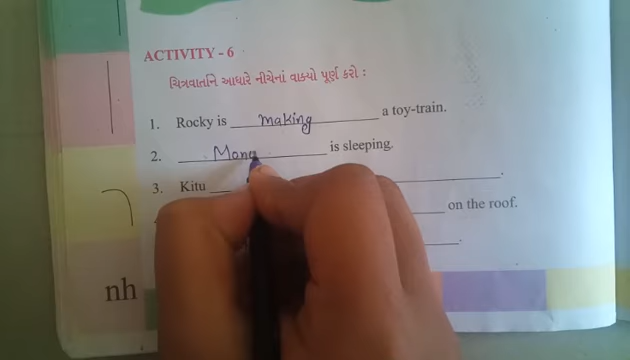 ACTIVITY - 6
ચિત્રવાર્તાને આધારે નીચેનાં વાક્યો પૂર્ણ કરો :
1. Rocky is making a toy-train.
2. Mona is sleeping.
3. Kitu .
on the roof.
.
nh